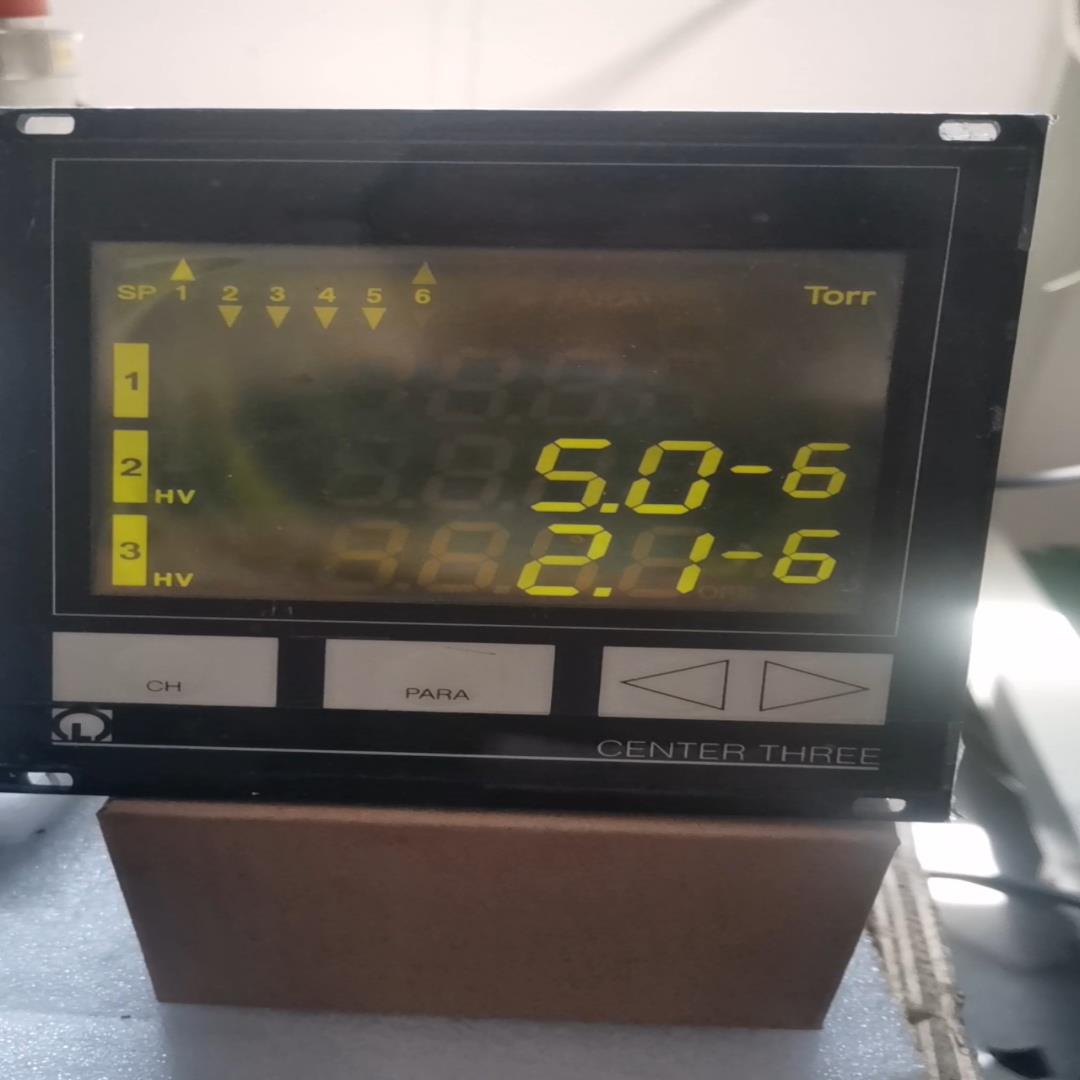 SP 1 2 3 4 5 6 Torr
1
2 HV 5.0-6
3 HV 2.1-6
CH PARA
L
CENTER THREE